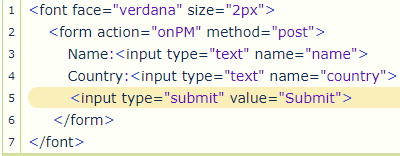 1 <font face="verdana" size="2px">
2 <form action="onPM" method="post">
3 Name:<input type="text" name="name">
4 Country:<input type="text" name="country">
5 <input type="submit" value="Submit">
6 </form>
7 </font>